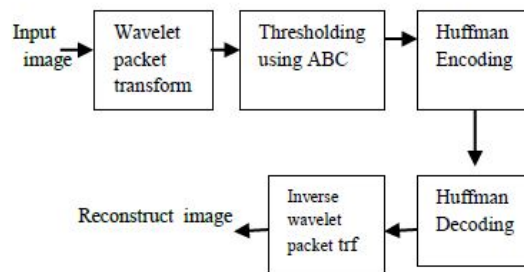 Input
image
Wavelet
packet
transform
Thresholding
using ABC
Huffman
Encoding
Huffman
Decoding
Inverse
wavelet
packet trf
Reconstruct image